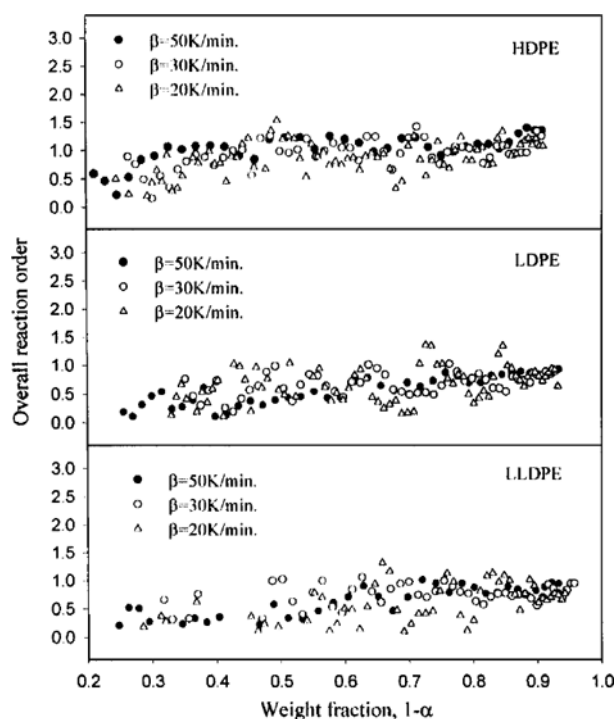 3.0
2.5
2.0
1.5
1.0
0.5
0.0
β=50K/min.
β=30K/min.
β=20K/min.
HDPE
3.0
2.5
2.0
1.5
1.0
0.5
0.0
β=50K/min.
β=30K/min.
β=20K/min.
LDPE
Overall reaction order
3.0
2.5
2.0
1.5
1.0
0.5
0.0
β=50K/min.
β=30K/min.
β=20K/min.
LLDPE
0.2 0.3 0.4 0.5 0.6 0.7 0.8 0.9 1.0
Weight fraction, 1-α